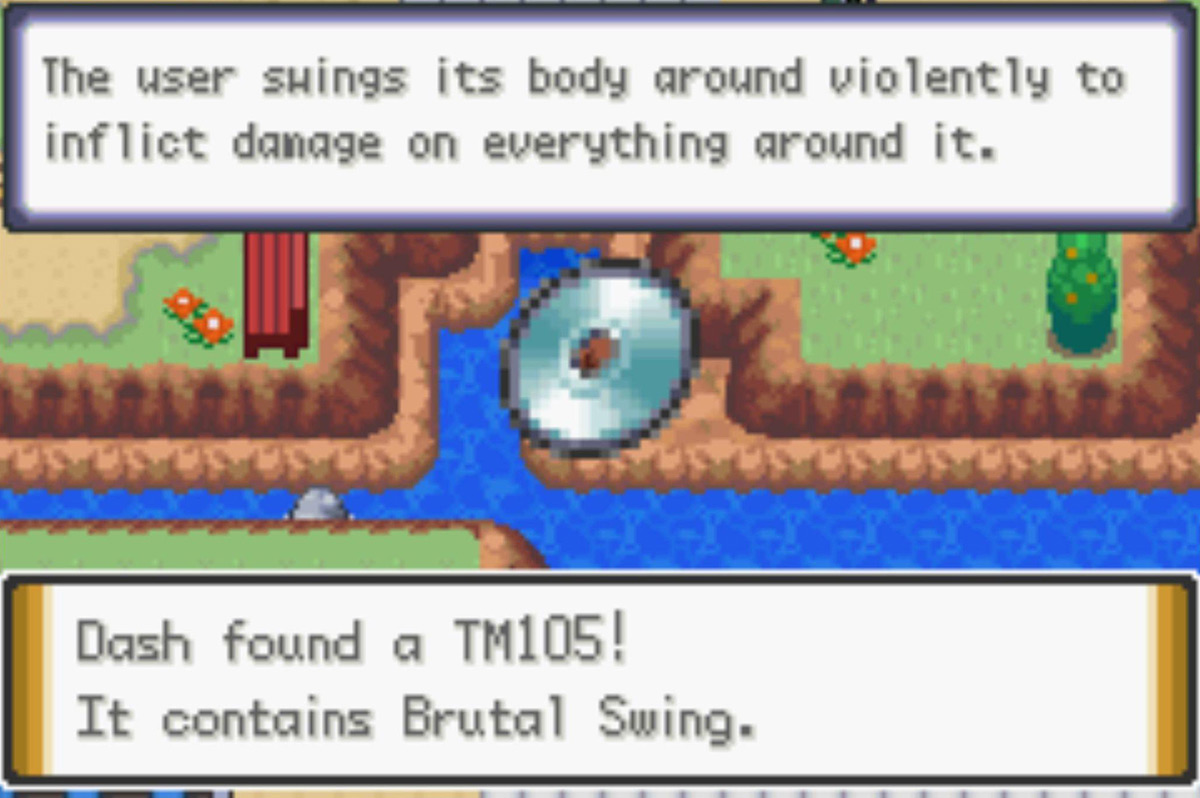 The user swings its body around violently to
inflict damage on everything around it.
Dash found a TM105!
It contains Brutal Swing.